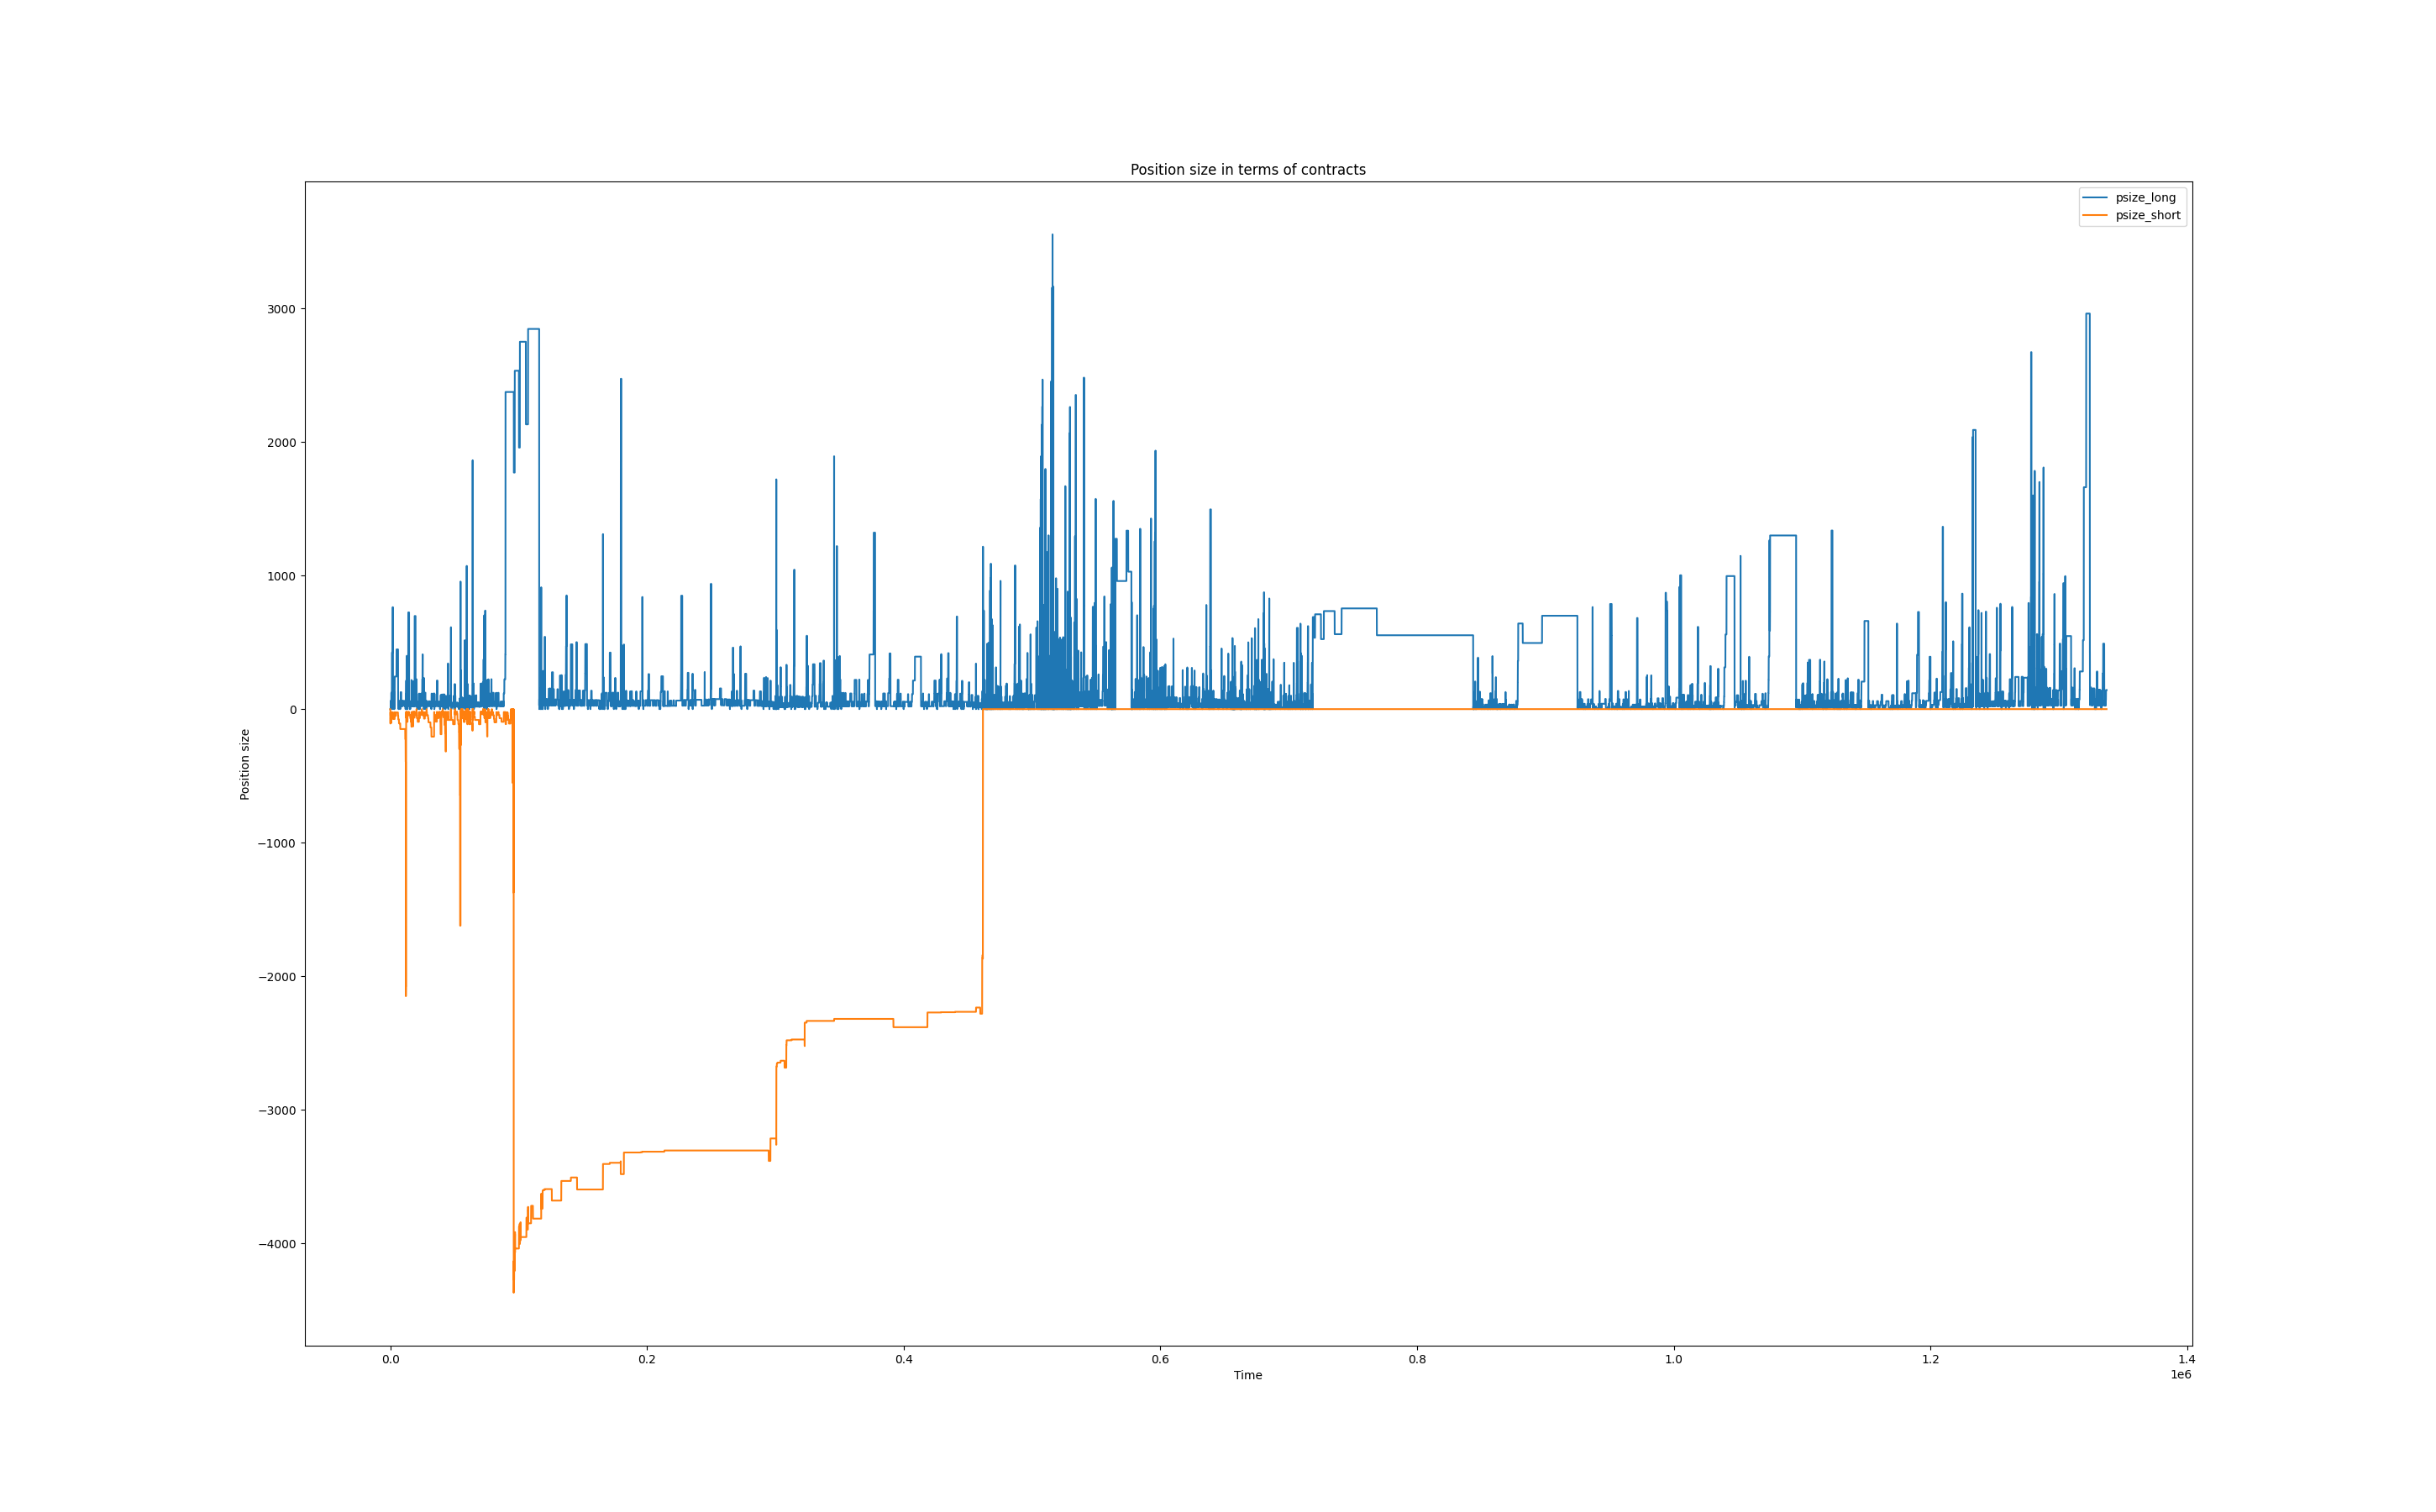 Position size in terms of contracts
psize_long
psize_short
Position size
3000
2000
1000
0
−1000
−2000
−3000
−4000
0.0 0.2 0.4 0.6 0.8 1.0 1.2 1.4
1e6
Time